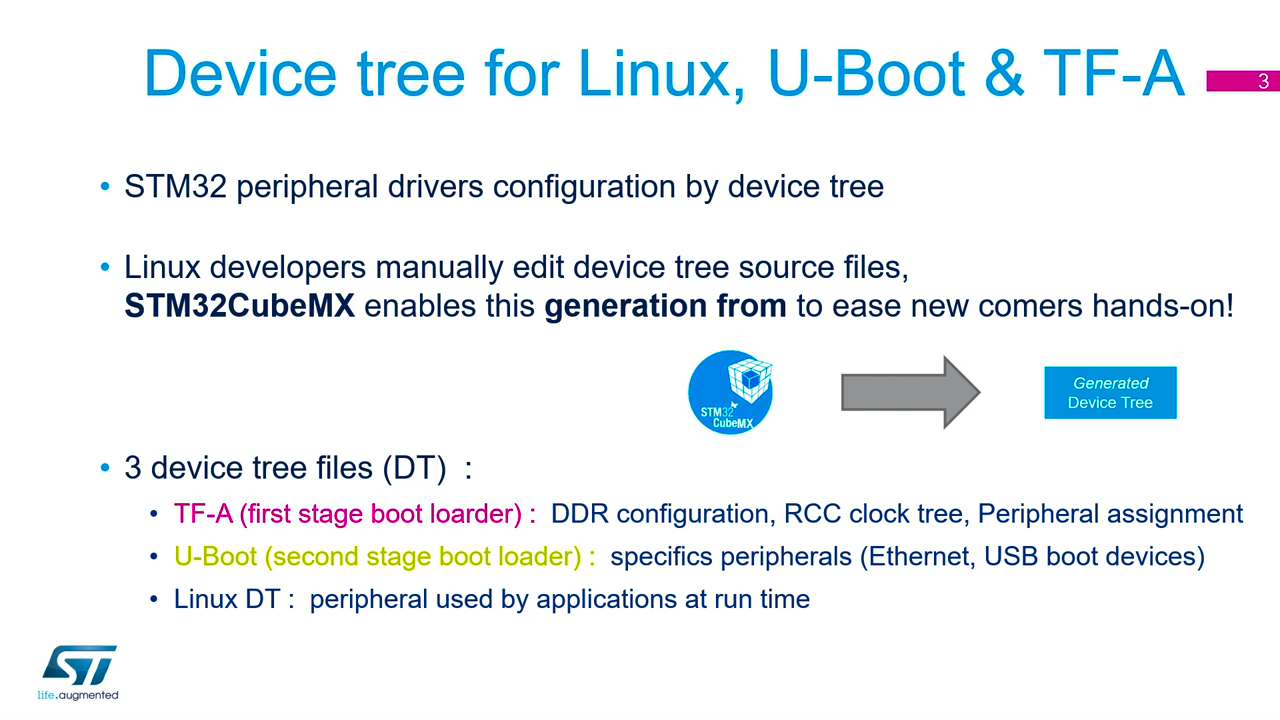 Device tree for Linux, U-Boot & TF-A
3
• STM32 peripheral drivers configuration by device tree
• Linux developers manually edit device tree source files,
STM32CubeMX enables this generation from to ease new comers hands-on!
STM32
CubeMX
Generated
Device Tree
• 3 device tree files (DT) :
• TF-A (first stage boot loarder) : DDR configuration, RCC clock tree, Peripheral assignment
• U-Boot (second stage boot loader) : specifics peripherals (Ethernet, USB boot devices)
• Linux DT : peripheral used by applications at run time
ST
life.augmented